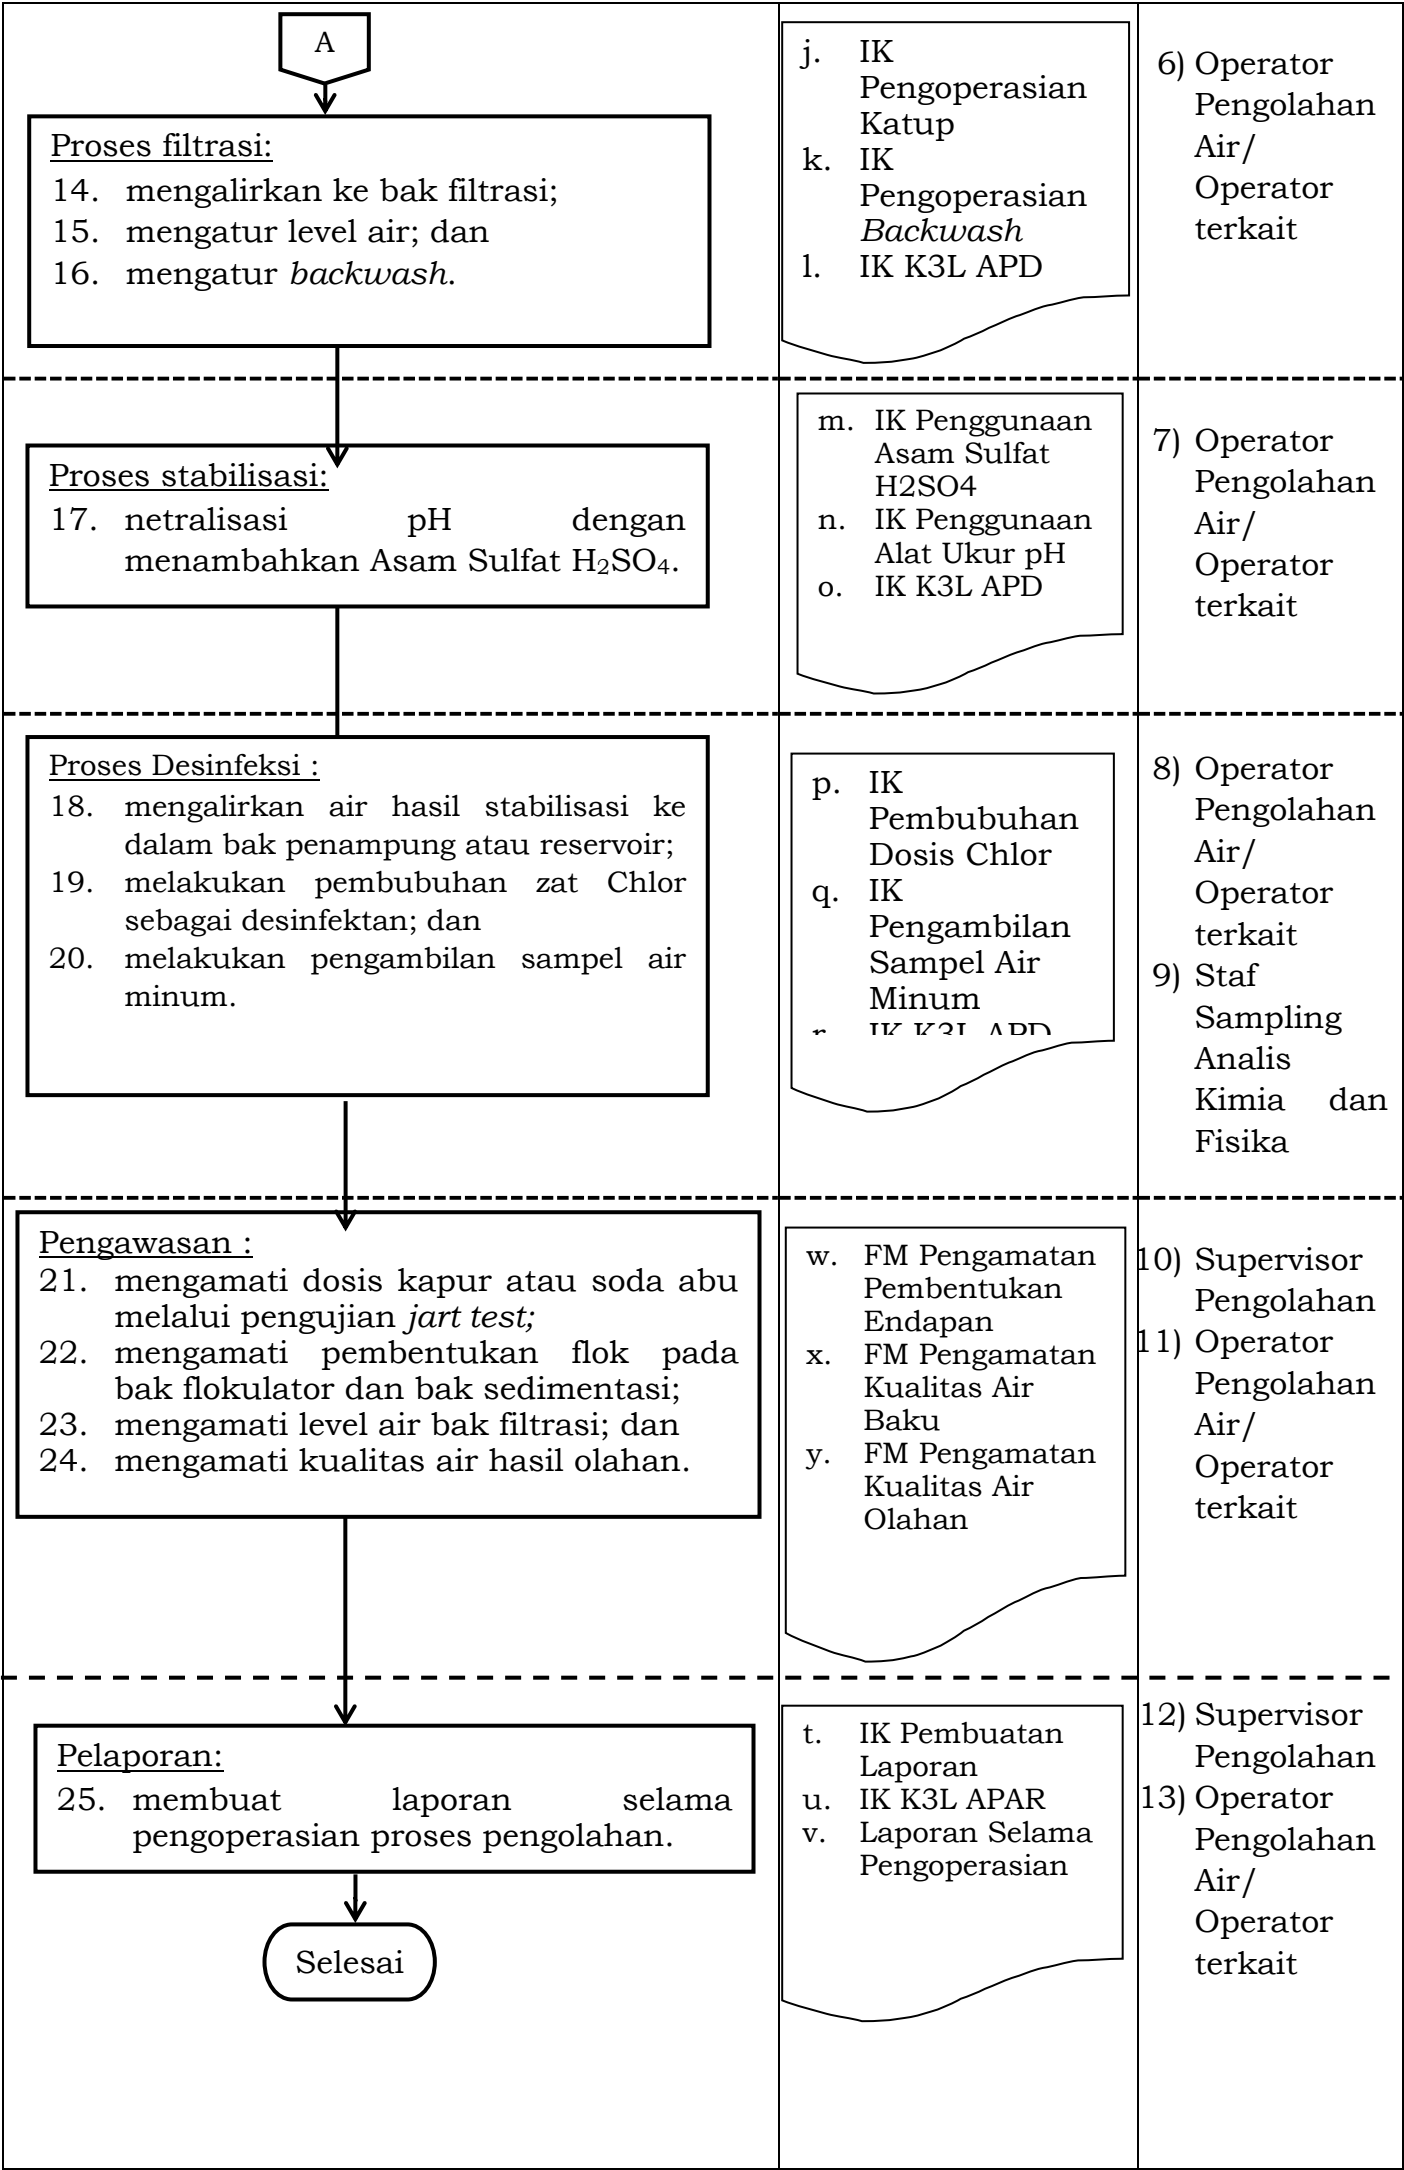 A
Proses filtrasi:
14. mengalirkan ke bak filtrasi;
15. mengatur level air; dan
16. mengatur backwash.
j. IK
Pengoperasian
Katup
k. IK
Pengoperasian
Backwash
l. IK K3L APD
6) Operator
Pengolahan
Air/
Operator
terkait
Proses stabilisasi:
17. netralisasi pH dengan
menambahkan Asam Sulfat H₂SO₄.
m. IK Penggunaan
Asam Sulfat
H2SO4
n. IK Penggunaan
Alat Ukur pH
o. IK K3L APD
7) Operator
Pengolahan
Air/
Operator
terkait
Proses Desinfeksi :
18. mengalirkan air hasil stabilisasi ke
dalam bak penampung atau reservoir;
19. melakukan pembubuhan zat Chlor
sebagai desinfektan; dan
20. melakukan pengambilan sampel air
minum.
p. IK
Pembubuhan
Dosis Chlor
q. IK
Pengambilan
Sampel Air
Minum
r. IK K3L APD
8) Operator
Pengolahan
Air/
Operator
terkait
9) Staf
Sampling
Analis
Kimia dan
Fisika
Pengawasan :
21. mengamati dosis kapur atau soda abu
melalui pengujian jart test;
22. mengamati pembentukan flok pada
bak flokulator dan bak sedimentasi;
23. mengamati level air bak filtrasi; dan
24. mengamati kualitas air hasil olahan.
w. FM Pengamatan
Pembentukan
Endapan
x. FM Pengamatan
Kualitas Air
Baku
y. FM Pengamatan
Kualitas Air
Olahan
10) Supervisor
Pengolahan
11) Operator
Pengolahan
Air/
Operator
terkait
Pelaporan:
25. membuat laporan selama
pengoperasian proses pengolahan.
Selesai
t. IK Pembuatan
Laporan
u. IK K3L APAR
v. Laporan Selama
Pengoperasian
12) Supervisor
Pengolahan
13) Operator
Pengolahan
Air/
Operator
terkait